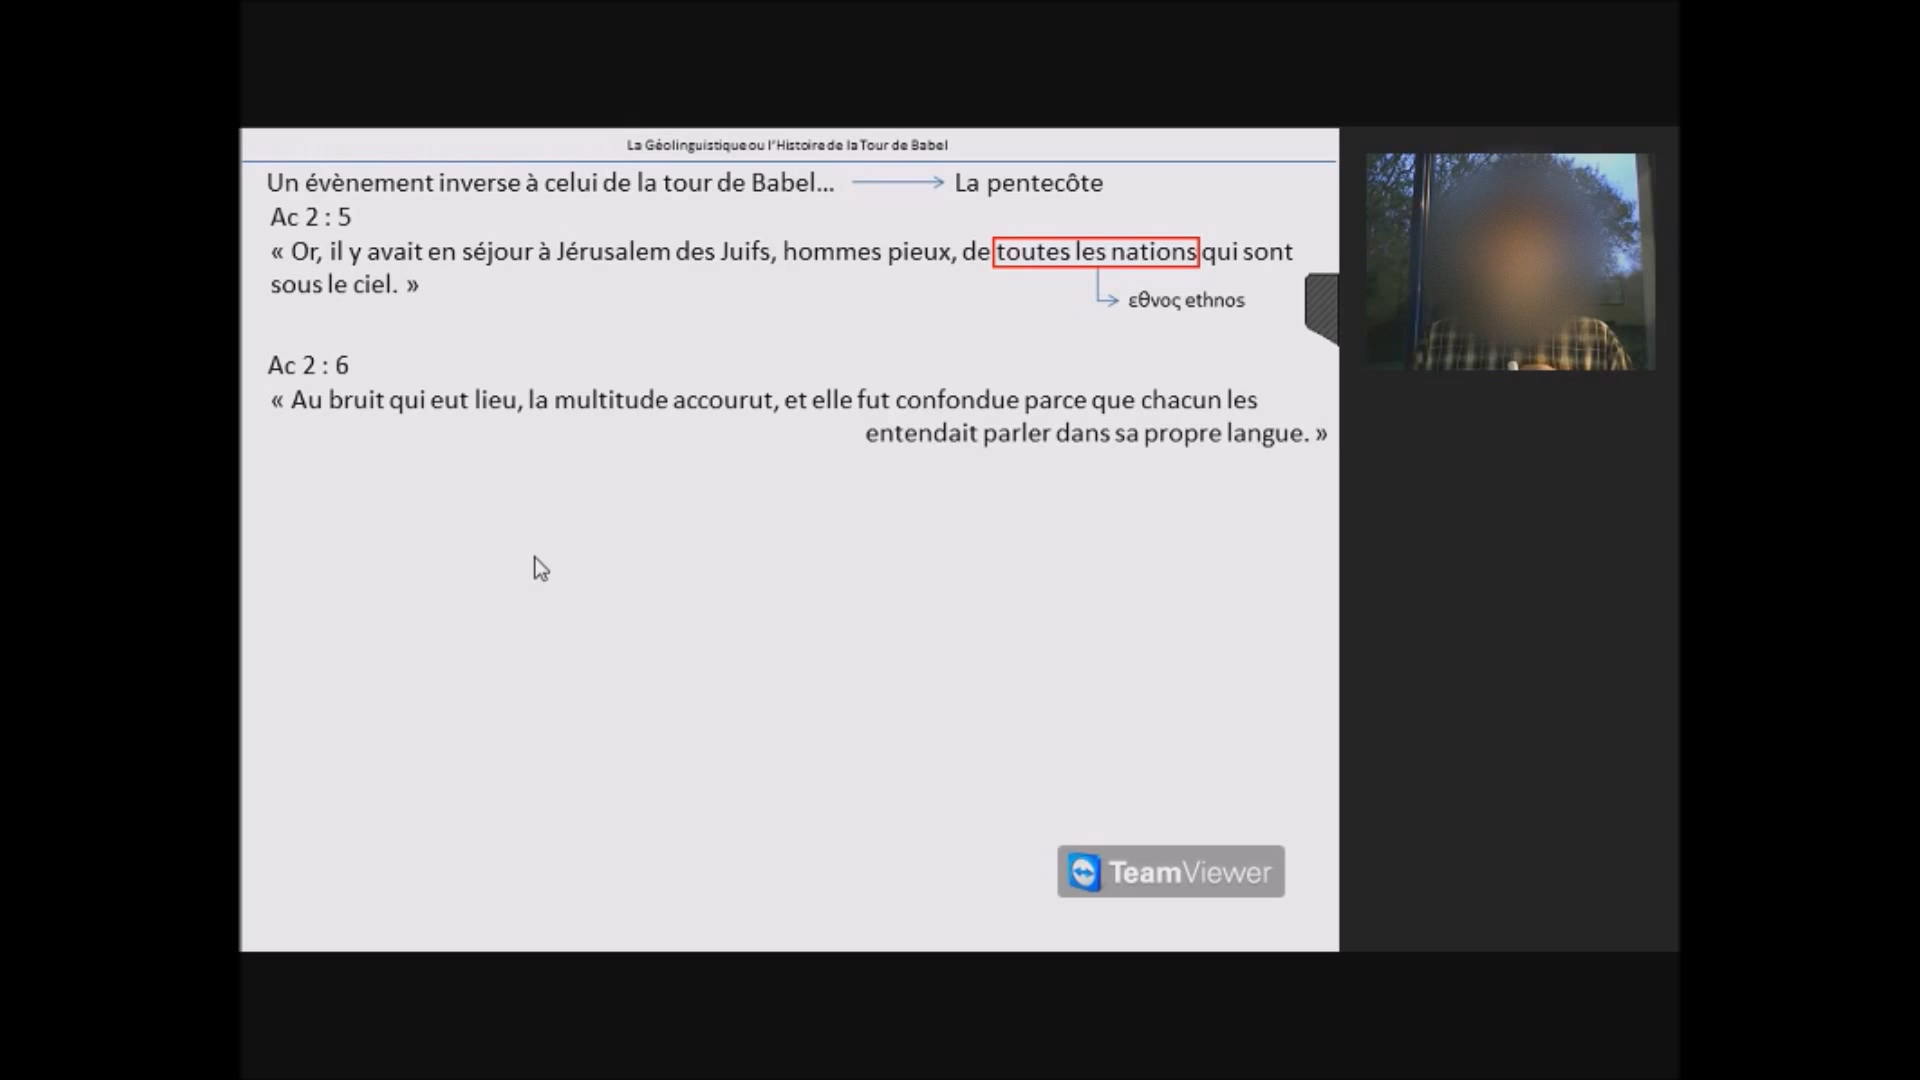 La Géolinguistique ou l'Histoire de la Tour de Babel
Un évènement inverse à celui de la tour de Babel... La pentecôte
Ac 2 : 5
« Or, il y avait en séjour à Jérusalem des Juifs, hommes pieux, de toutes les nations qui sont
sous le ciel. »
εθνος ethnos
Ac 2 : 6
« Au bruit qui eut lieu, la multitude accourut, et elle fut confondue parce que chacun les
entendait parler dans sa propre langue. »
TeamViewer